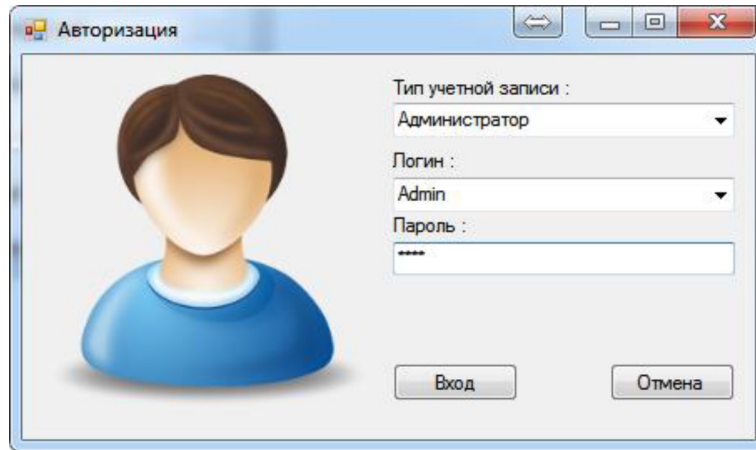 Авторизация
Тип учетной записи :
Администратор
Логин :
Admin
Пароль :
****
Вход
Отмена